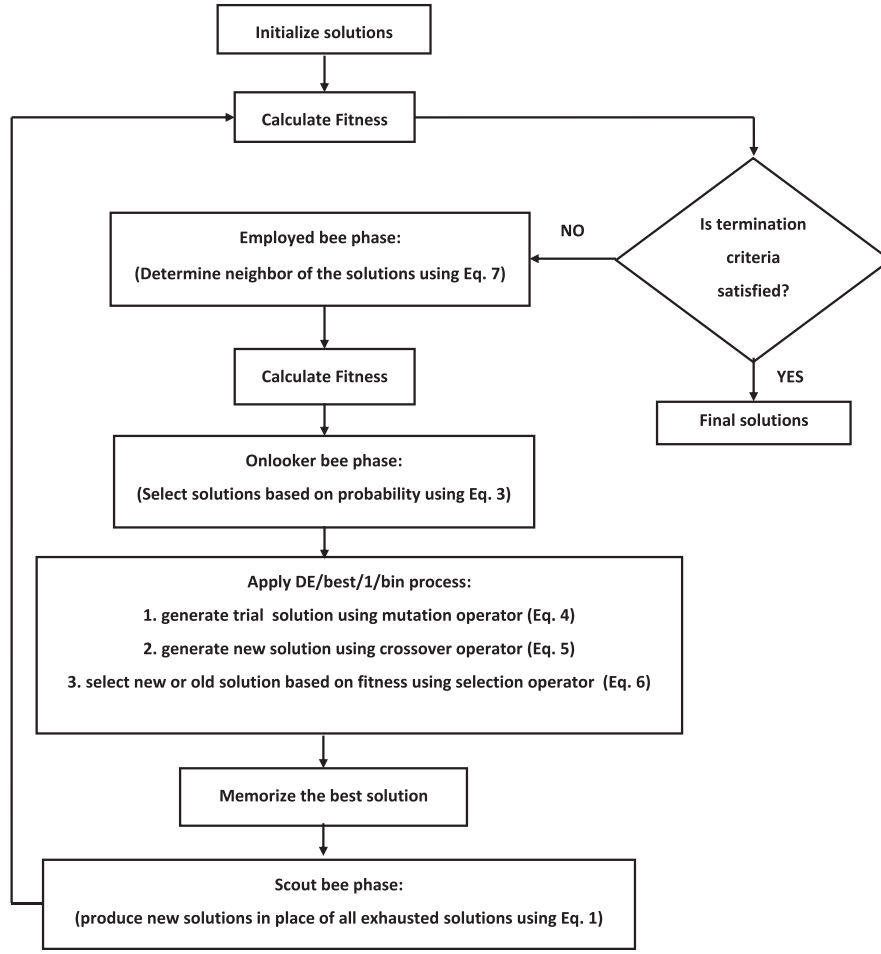 Initialize solutions
Calculate Fitness
Is termination
criteria
satisfied?
NO
YES
Final solutions
Employed bee phase:
(Determine neighbor of the solutions using Eq. 7)
Calculate Fitness
Onlooker bee phase:
(Select solutions based on probability using Eq. 3)
Apply DE/best/1/bin process:
1. generate trial solution using mutation operator (Eq. 4)
2. generate new solution using crossover operator (Eq. 5)
3. select new or old solution based on fitness using selection operator (Eq. 6)
Memorize the best solution
Scout bee phase:
(produce new solutions in place of all exhausted solutions using Eq. 1)